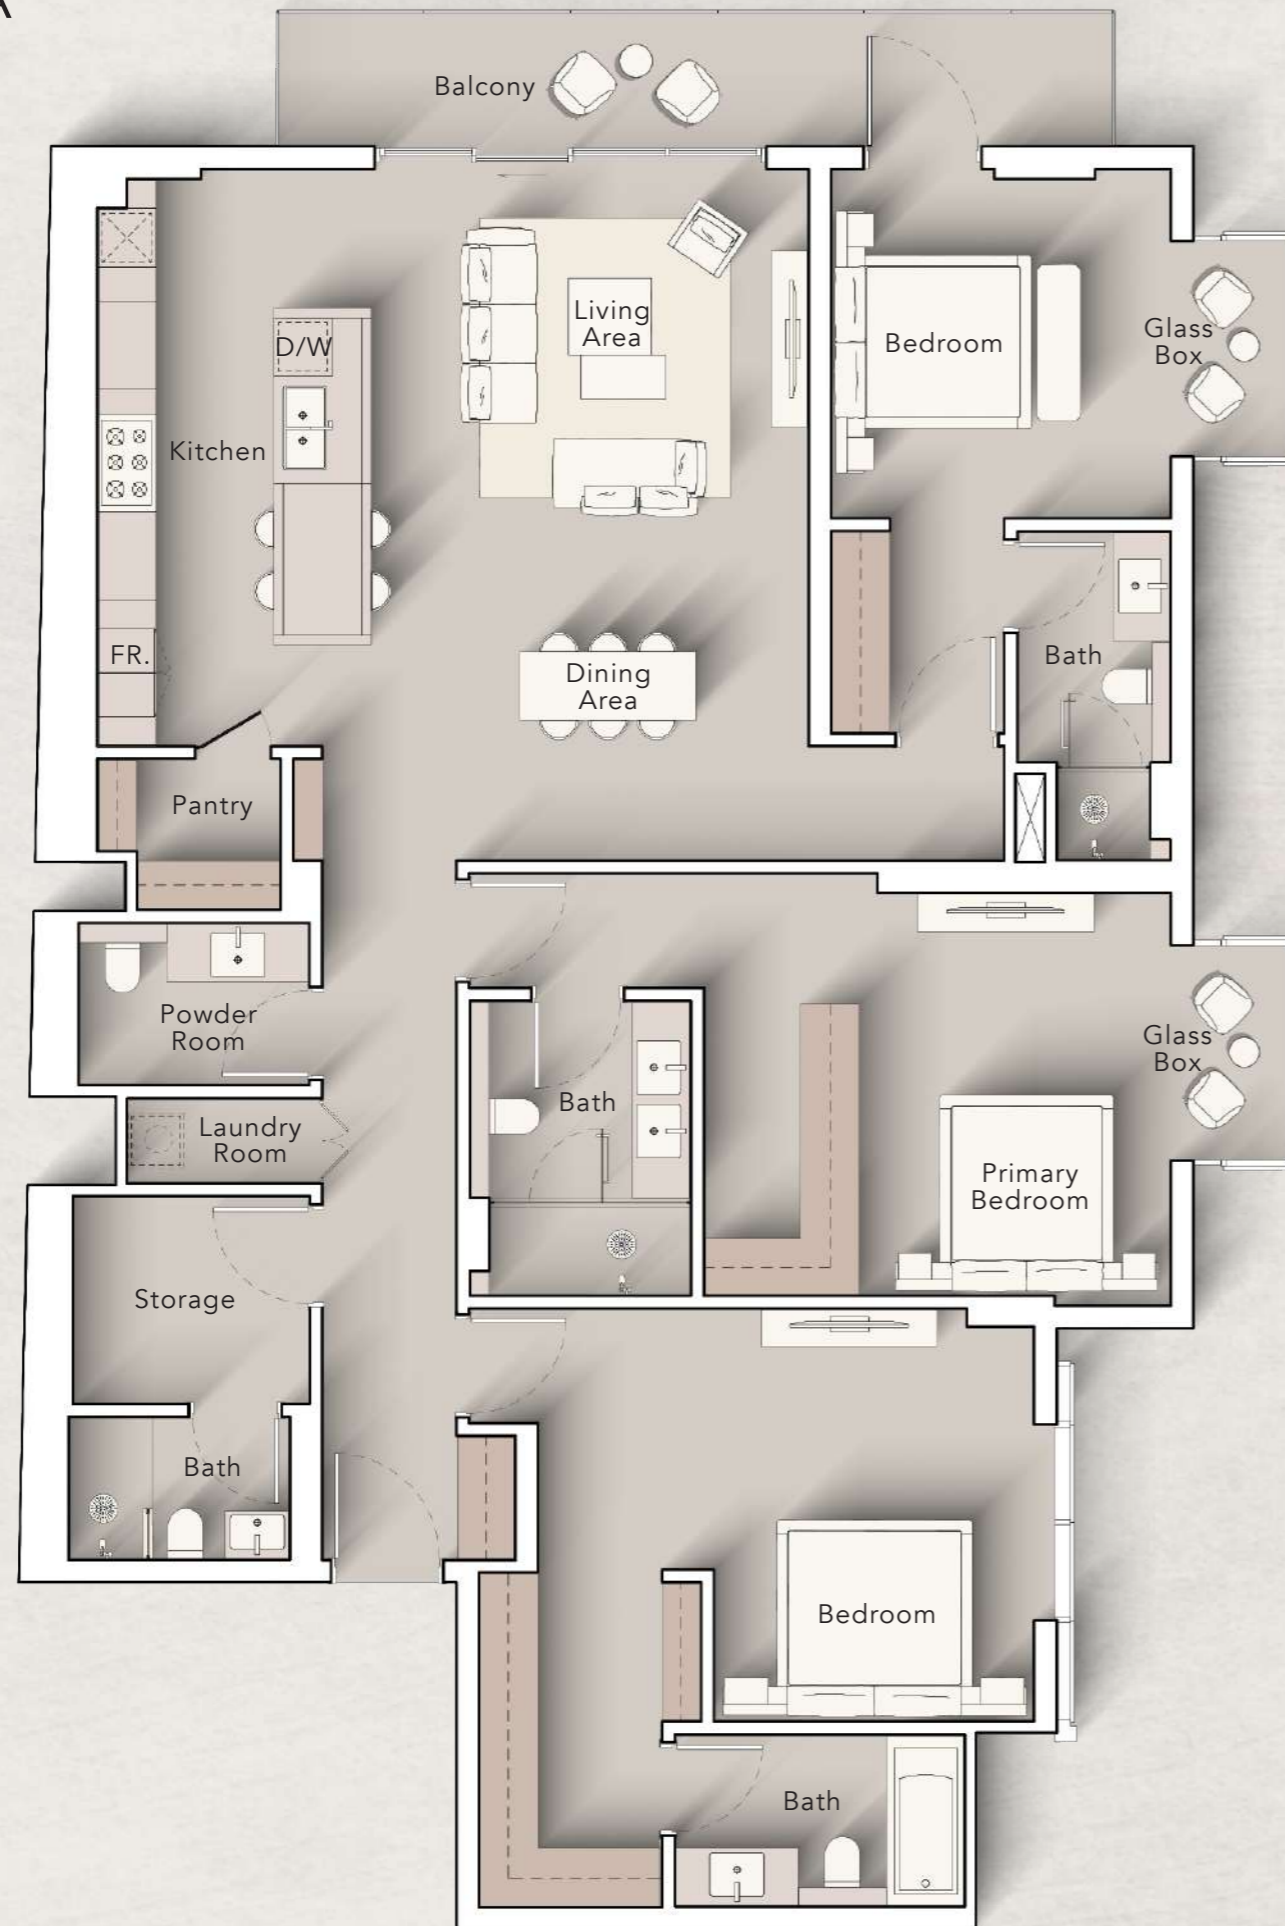 Balcony
Living
Area
D/W
Bedroom
Glass
Box
Kitchen
FR.
Dining
Area
Bath
Pantry
Powder
Room
Glass
Box
Bath
Laundry
Room
Primary
Bedroom
Storage
Bath
Bedroom
Bath